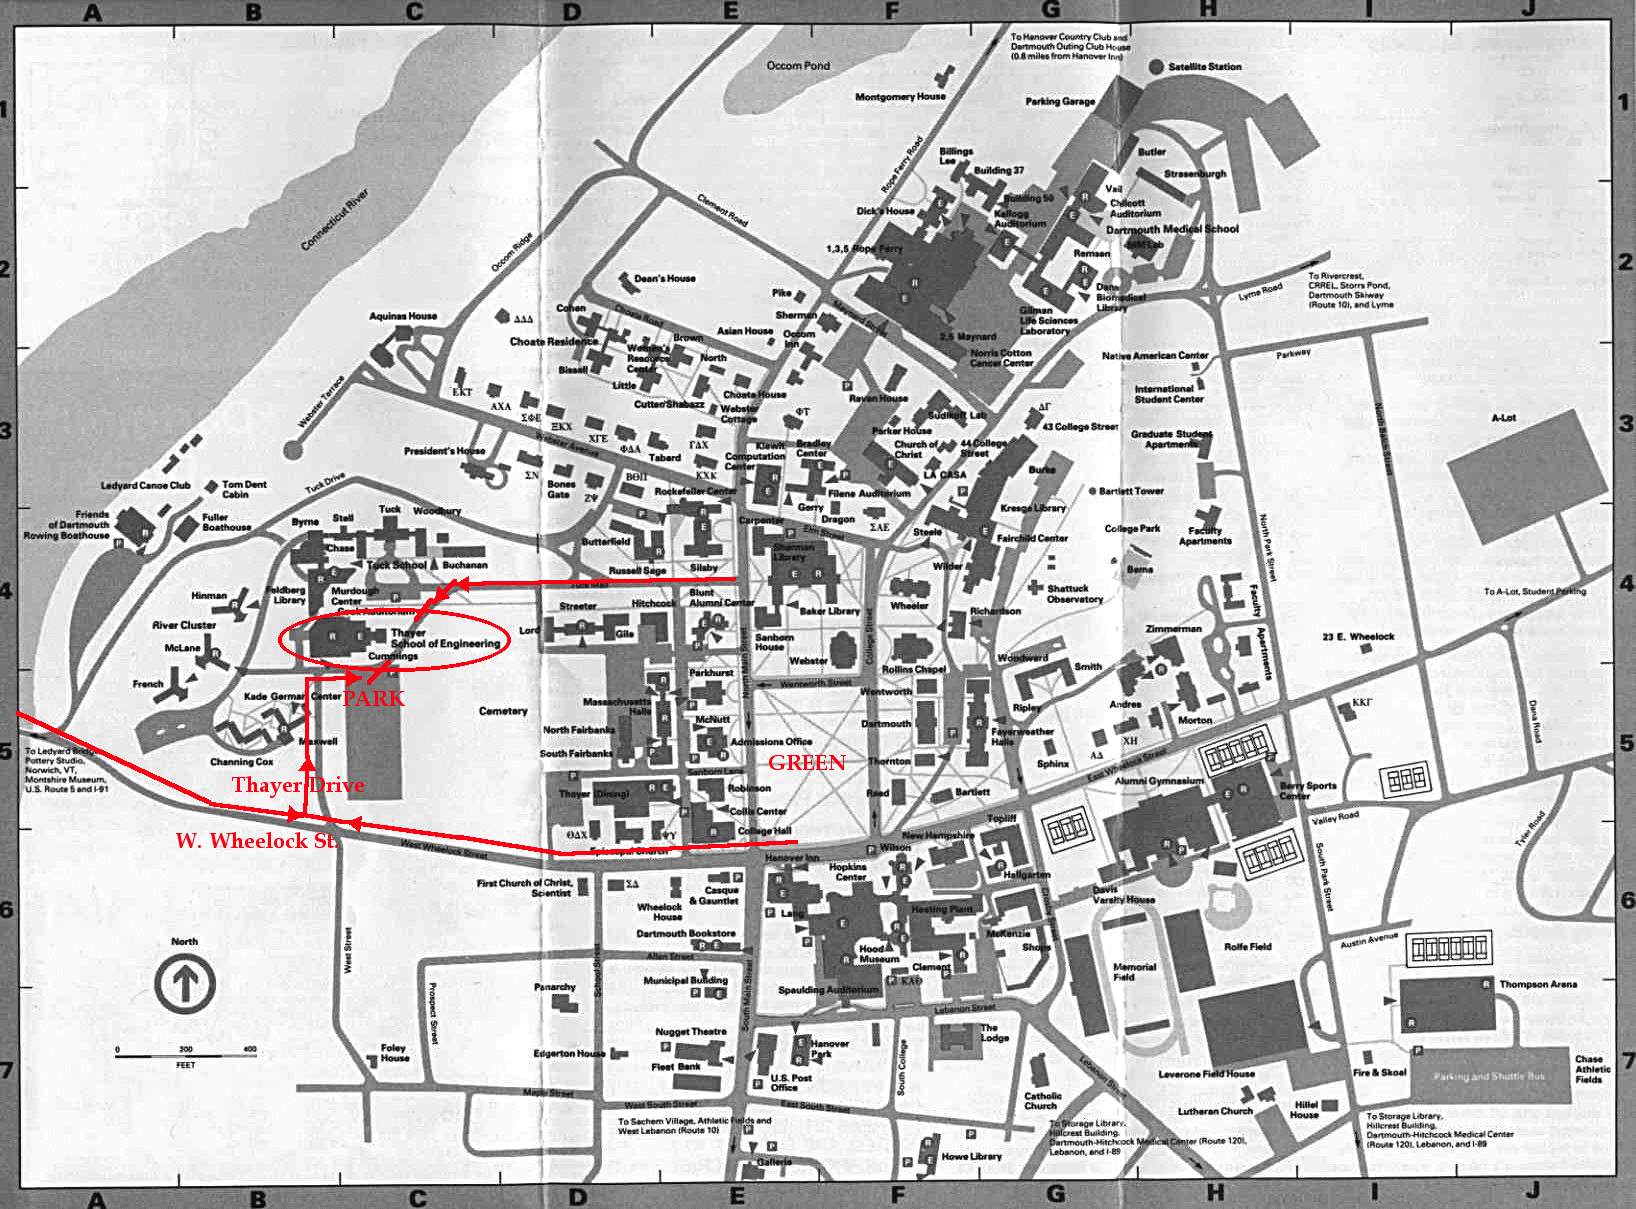 A B C D E F G H I J
1
2
3
4
5
6
7
To Hanover Country Club and
Dartmouth Outing Club House
(0.8 miles from Hanover Inn)
Occom Pond
Satellite Station
Montgomery House
Parking Garage
Rope Ferry Road
Billings
Lee
Building 37
Butler
Strasenburgh
Building 50
Vail
Chilcott
Auditorium
Kellogg
Auditorium
Dick's House
Dartmouth Medical School
Clement Road
Connecticut River
Occom Ridge
1,3,5 Rope Ferry
Remsen
Dana
Biomedical
Library
Gilman
Life Sciences
Laboratory
To Rivercrest,
CRREL, Storrs Pond,
Dartmouth Skiway
(Route 10), and Lyme
Lyme Road
Dean's House
Pike
Maynard Street
Sherman
Cohen
Choate Road
Aquinas House
ΔΔΔ
Choate Residence
Asian House
Occom
Inn
2,5 Maynard
Norris Cotton
Cancer Center
Native American Center
Parkway
Women's
Resource
Center
Brown
North
Bissell
Little
Choate House
Cutter/Shabazz
Webster
Cottage
Raven House
International
Student Center
Webster Terrace
ΕΚΤ
ΑΧΑ
ΣΦΕ
ΞΚΧ
ΧΓΕ
ΦΔΑ
Tabard
ΓΔΧ
ΦΤ
Sudikoff Lab
ΔΓ
43 College Street
Parker House
Church of
Christ
44 College
Street
Graduate Student
Apartments
North Park Street
A-Lot
Webster Avenue
President's House
ΣΝ
Bones
Gate
ΖΨ
ΒΘΠ
ΚΧΚ
Kiewit
Computation
Center
Bradley
Center
LA CASA
Burke
Ledyard Canoe Club
Tom Dent
Cabin
Tuck Drive
Rockefeller Center
Gerry
Filene Auditorium
Bartlett Tower
Friends
of Dartmouth
Rowing Boathouse
Fuller
Boathouse
Byrne
Stell
Tuck
Woodbury
Chase
Carpenter
Dragon
Elm Street
ΣΑΕ
Steele
Kresge Library
Fairchild Center
College Park
Faculty
Apartments
North Park Street
Butterfield
Russell Sage
Silsby
Sherman
Library
Wilder
Bema
Tuck School
Buchanan
Feldberg
Library
Murdough
Center
Cook Auditorium
Tuck Mall
Hinman
River Cluster
McLane
French
Thayer
School of Engineering
Cummings
PARK
Streeter
Lord
Gile
Hitchcock
Blunt
Alumni Center
Baker Library
Wheeler
Shattuck
Observatory
Richardson
Faculty
Apartments
To A-Lot, Student Parking
Sanborn
House
North Main Street
College Street
Webster
Rollins Chapel
Zimmerman
23 E. Wheelock
Woodward
Smith
Kade German Center
Maxwell
Channing Cox
Cemetery
Parkhurst
Massachusetts
Halls
Wentworth Street
Wentworth
Ripley
Andres
Morton
ΚΚΓ
Dana Road
North Fairbanks
South Fairbanks
McNutt
Admissions Office
Dartmouth
Fayerweather
Halls
ΑΔ
ΧΗ
East Wheelock Street
To Ledyard Bridge,
Pottery Studio,
Norwich, VT,
Montshire Museum,
U.S. Route 5 and I-91
Thayer Drive
W. Wheelock St.
GREEN
Sanborn Lane
Thornton
Sphinx
Alumni Gymnasium
Berry Sports
Center
Thayer (Dining)
Robinson
Reed
Bartlett
Collis Center
Valley Road
Tyler Road
ΘΔΧ
ΨΥ
College Hall
Episcopal Church
New Hampshire
Topliff
West Wheelock Street
Hanover Inn
Wilson
Hopkins
Center
Hallgarten
South Park Street
First Church of Christ,
Scientist
ΣΔ
Wheelock
House
Casque
& Gauntlet
Davis
Varsity House
Lang
Heating Plant
Crosby Street
North
West Street
Dartmouth Bookstore
McKenzie
Shops
Hood
Museum
Rolfe Field
Austin Avenue
Allen Street
School Street
South Main Street
Clement
Memorial
Field
Municipal Building
Spaulding Auditorium
ΚΑΘ
Thompson Arena
Panarchy
Lebanon Street
Prospect Street
0 200 400
FEET
Foley
House
Nugget Theatre
Edgerton House
Fleet Bank
Hanover
Park
The
Lodge
U.S. Post
Office
South College
Catholic
Church
Lebanon Street
Leverone Field House
Fire & Skoal
Parking and Shuttle Bus
Chase
Athletic
Fields
Maple Street
West South Street
East South Street
Lutheran Church
Hillel
House
To Sachem Village, Athletic Fields and
West Lebanon (Route 10)
To Storage Library,
Hillcrest Building,
Dartmouth-Hitchcock Medical Center (Route 120),
Lebanon, and I-89
To Storage Library,
Hillcrest Building,
Dartmouth-Hitchcock Medical Center
(Route 120), Lebanon, and I-89
Galleria
Howe Library
A B C D E F G H I J